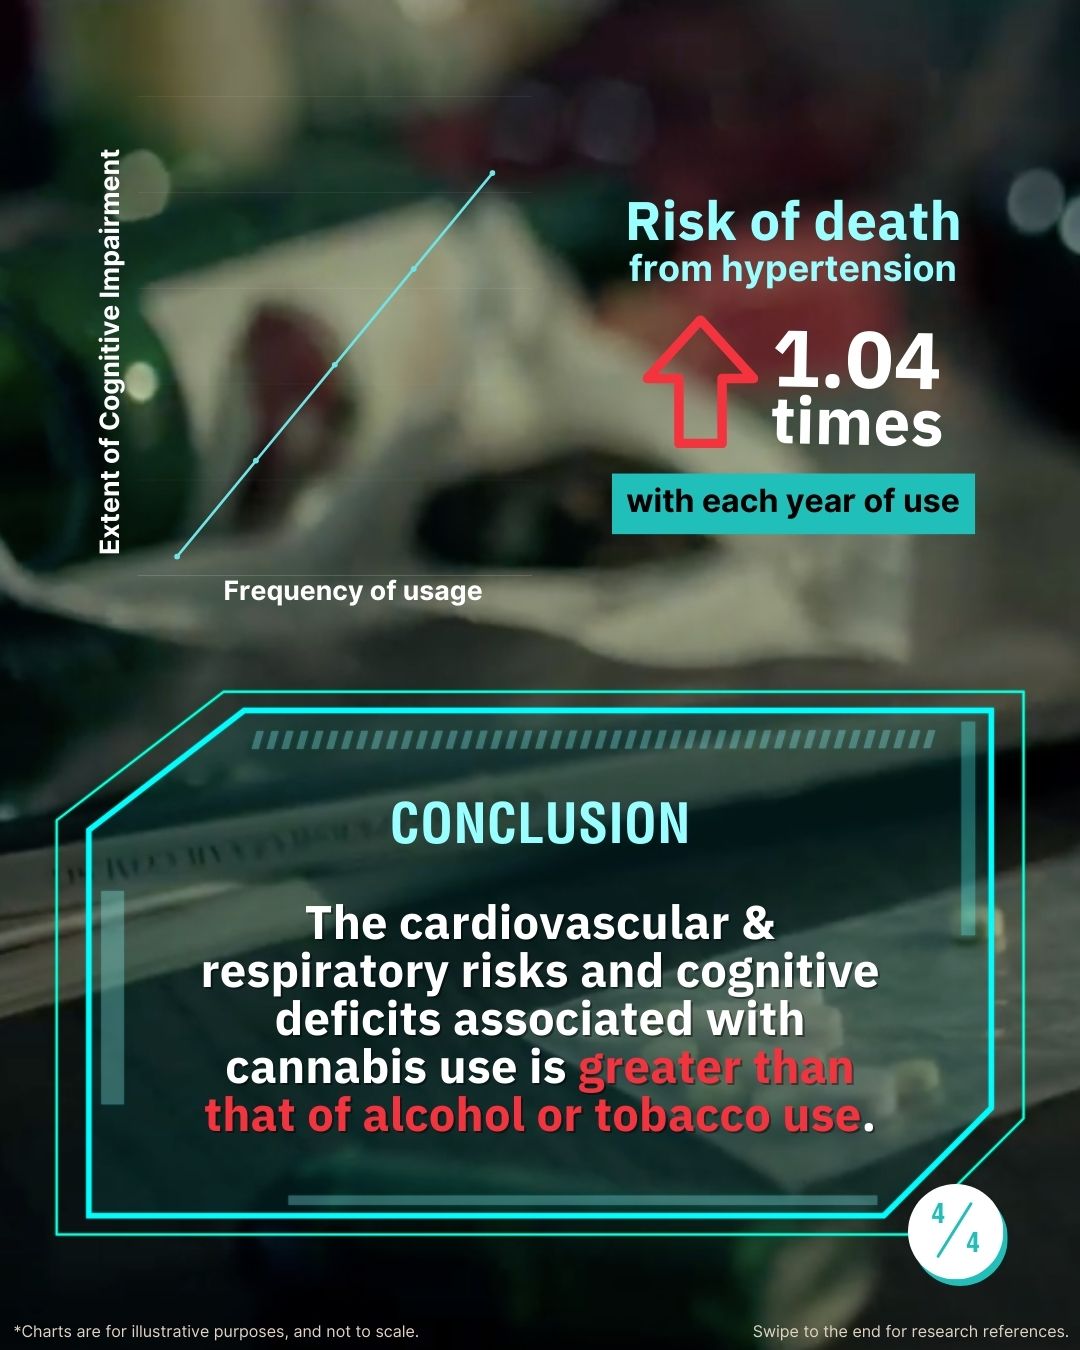 Extent of Cognitive Impairment
Frequency of usage
Risk of death
from hypertension
1.04
times
with each year of use
CONCLUSION
The cardiovascular &
respiratory risks and cognitive
deficits associated with
cannabis use is greater than
that of alcohol or tobacco use.
4/4
*Charts are for illustrative purposes, and not to scale.
Swipe to the end for research references.